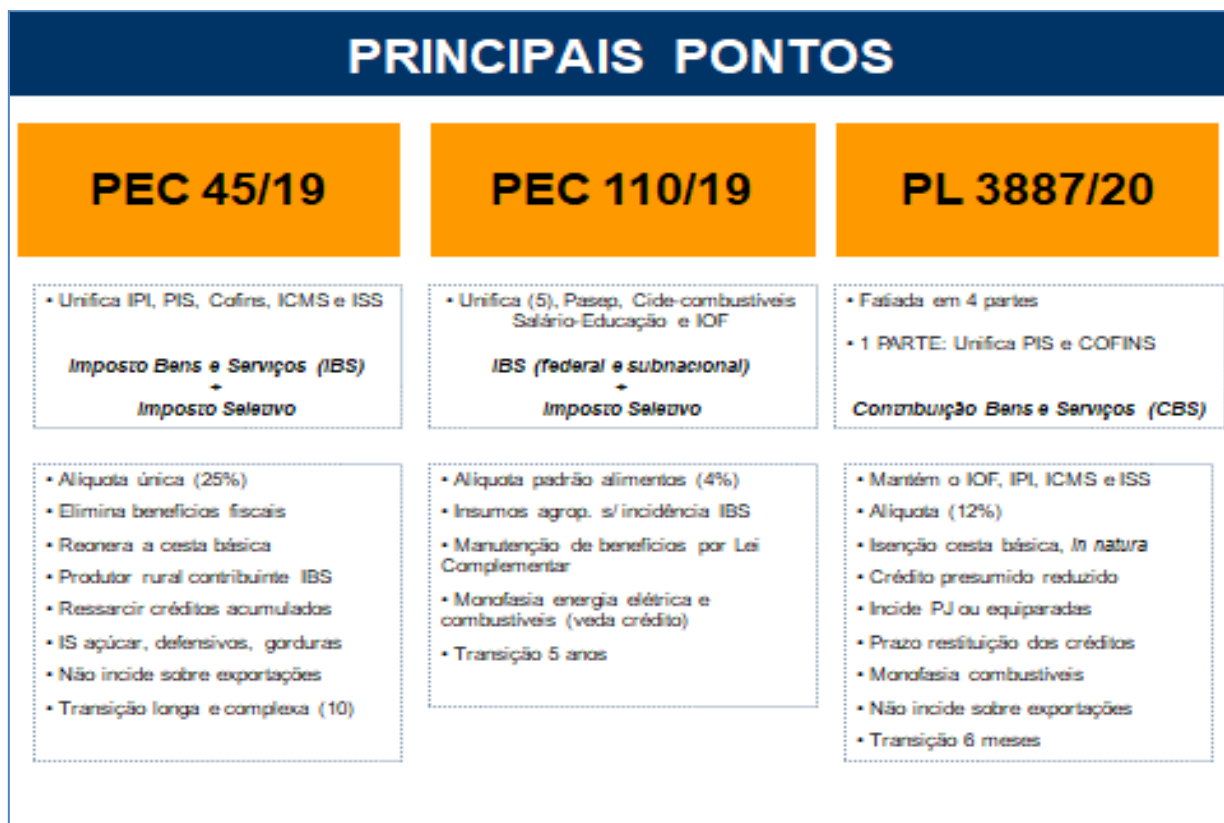 PRINCIPAIS PONTOS
PEC 45/19
• Unifica IPI, PIS, Cofins, ICMS e ISS
Imposto Bens e Serviços (IBS)
+
Imposto Seletivo
• Alíquota única (25%)
• Elimina benefícios fiscais
• Reonera a cesta básica
• Produtor rural contribuinte IBS
• Ressarcir créditos acumulados
• IS açúcar, defensivos, gorduras
• Não incide sobre exportações
• Transição longa e complexa (10)
PEC 110/19
• Unifica (5), Pasep, Cide-combustíveis
Salário-Educação e IOF
IBS (federal e subnacional)
+
Imposto Seletivo
• Alíquota padrão alimentos (4%)
• Insumos agrop. s/ incidência IBS
• Manutenção de benefícios por Lei
Complementar
• Monofasia energia elétrica e
combustíveis (veda crédito)
• Transição 5 anos
PL 3887/20
• Fatiada em 4 partes
• 1 PARTE: Unifica PIS e COFINS
Contribuição Bens e Serviços (CBS)
• Mantém o IOF, IPI, ICMS e ISS
• Alíquota (12%)
• Isenção cesta básica, In natura
• Crédito presumido reduzido
• Incide PJ ou equiparadas
• Prazo restituição dos créditos
• Monofasia combustíveis
• Não incide sobre exportações
• Transição 6 meses